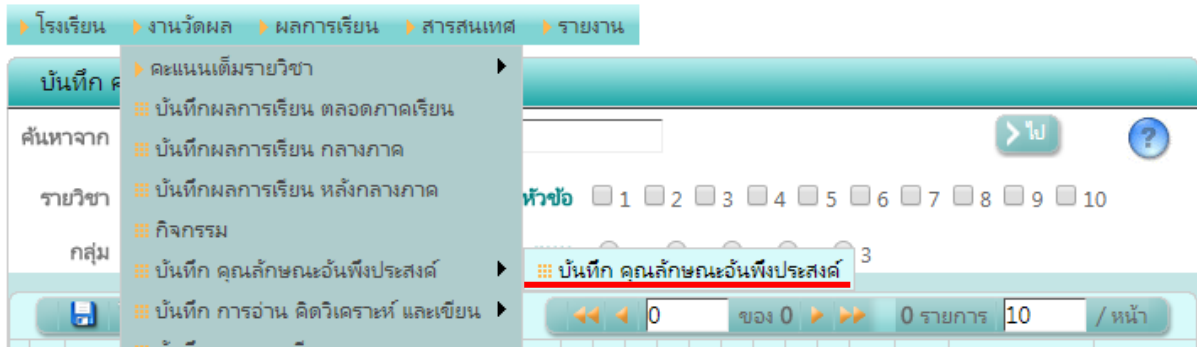 โรงเรียน งานวัดผล ผลการเรียน สารสนเทศ รายงาน
คะแนนเต็มรายวิชา
บันทึก
บันทึกผลการเรียน ตลอดภาคเรียน
ค้นหาจาก
บันทึกผลการเรียน กลางภาค
ไป
?
รายวิชา
บันทึกผลการเรียน หลังกลางภาค
หัวข้อ 1 2 3 4 5 6 7 8 9 10
กิจกรรม
กลุ่ม
3
บันทึก คุณลักษณะอันพึงประสงค์
บันทึก คุณลักษณะอันพึงประสงค์
บันทึก การอ่าน คิดวิเคราะห์ และเขียน
0 ของ 0 0 รายการ 10 / หน้า